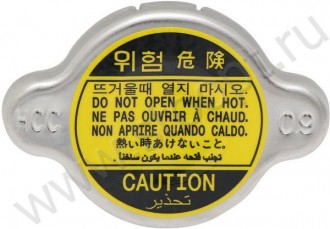 위험 危険
뜨거울때 열지 마시오
DO NOT OPEN WHEN HOT.
NE PAS OUVRIR À CHAUD.
NON APRIRE QUANDO CALDO.
熱い時あけないこと。
تجنب فتحه عندما يكون ساخناً
CAUTION
تحذير
0.9